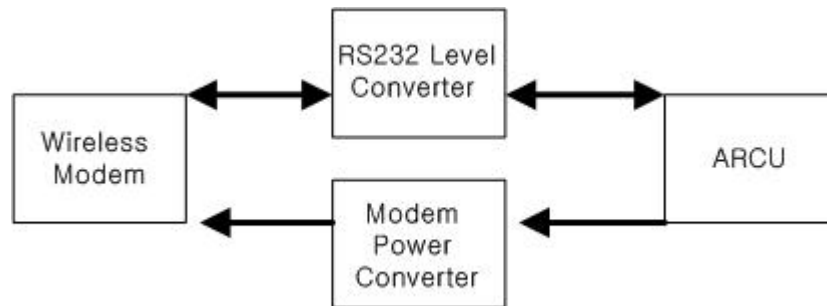 RS232 Level
Converter
Wireless
Modem
ARCU
Modem
Power
Converter